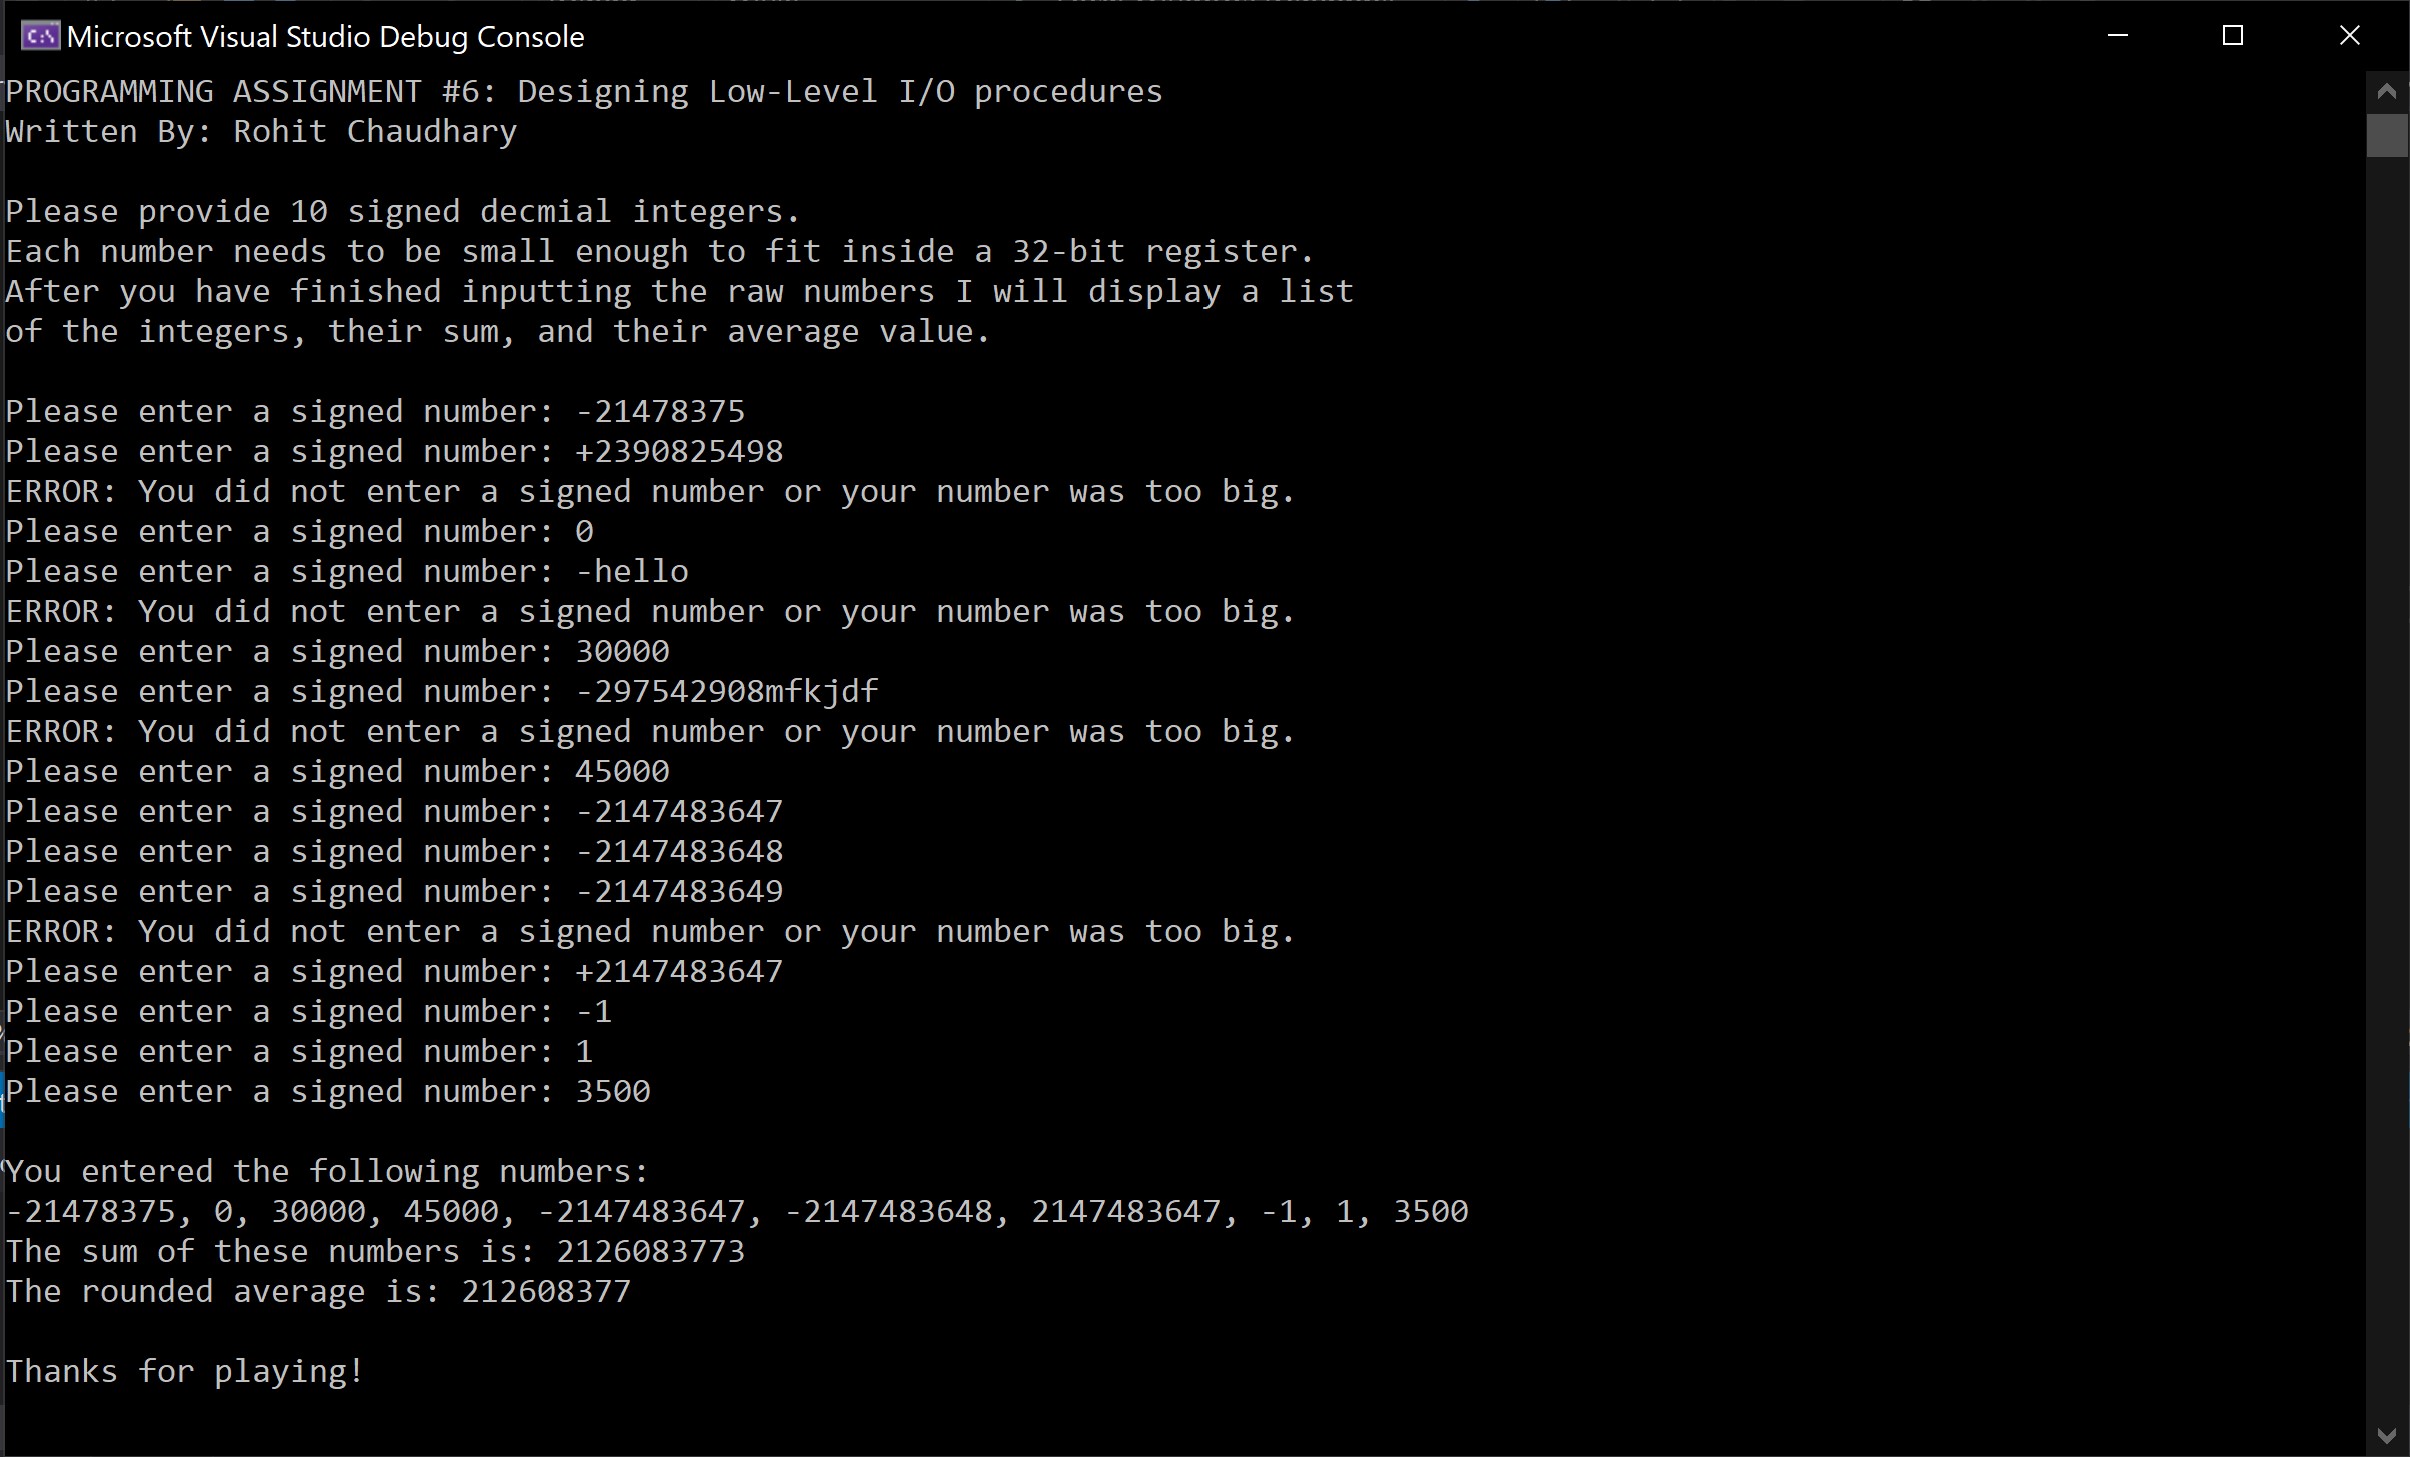 Microsoft Visual Studio Debug Console
PROGRAMMING ASSIGNMENT #6: Designing Low-Level I/O procedures
Written By: Rohit Chaudhary
Please provide 10 signed decmial integers.
Each number needs to be small enough to fit inside a 32-bit register.
After you have finished inputting the raw numbers I will display a list
of the integers, their sum, and their average value.
Please enter a signed number: -21478375
Please enter a signed number: +2390825498
ERROR: You did not enter a signed number or your number was too big.
Please enter a signed number: 0
Please enter a signed number: -hello
ERROR: You did not enter a signed number or your number was too big.
Please enter a signed number: 30000
Please enter a signed number: -297542908mfkjdf
ERROR: You did not enter a signed number or your number was too big.
Please enter a signed number: 45000
Please enter a signed number: -2147483647
Please enter a signed number: -2147483648
Please enter a signed number: -2147483649
ERROR: You did not enter a signed number or your number was too big.
Please enter a signed number: +2147483647
Please enter a signed number: -1
Please enter a signed number: 1
Please enter a signed number: 3500
You entered the following numbers:
-21478375, 0, 30000, 45000, -2147483647, -2147483648, 2147483647, -1, 1, 3500
The sum of these numbers is: 2126083773
The rounded average is: 212608377
Thanks for playing!